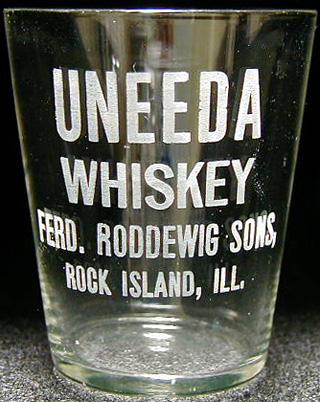 UNEEDA
WHISKEY
FERD. RODDEWIG SONS,
ROCK ISLAND, ILL.